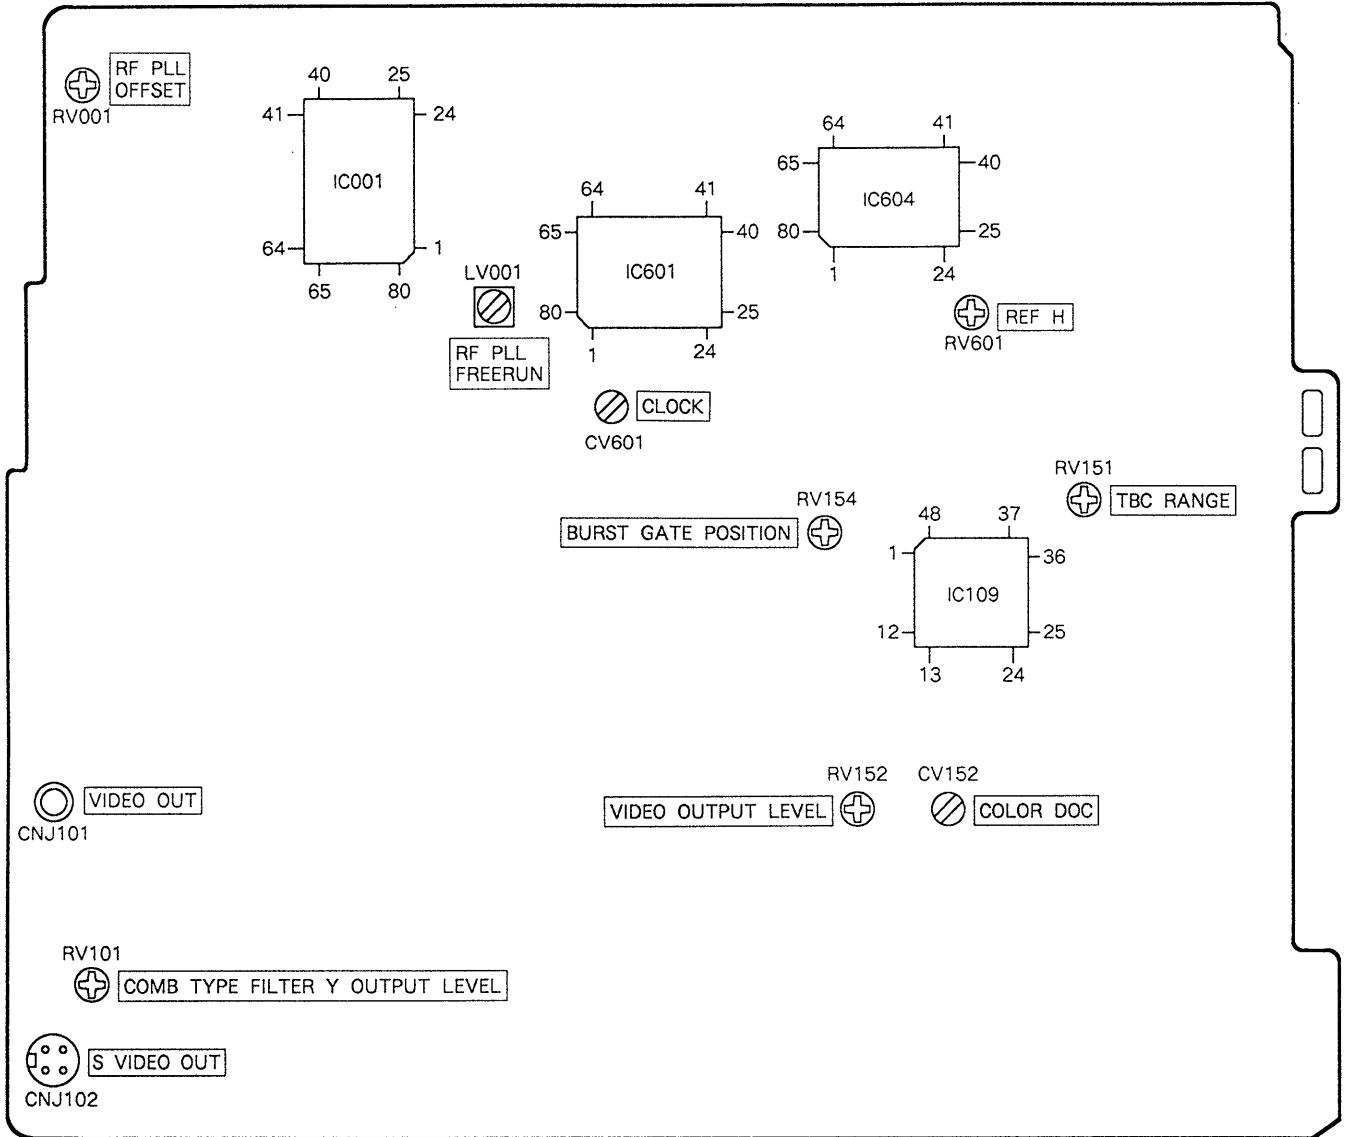 RF PLL
OFFSET
RV001
40 25
41 24
IC001
64 1
65 80
64 41
65 40
IC604
80 25
1 24
64 41
65 40
IC601
80 25
1 24
LV001
RF PLL
FREERUN
REF H
RV601
CLOCK
CV601
RV151
TBC RANGE
RV154
BURST GATE POSITION
48 37
1 36
IC109
12 25
13 24
RV152 CV152
VIDEO OUTPUT LEVEL
COLOR DOC
VIDEO OUT
CNJ101
RV101
COMB TYPE FILTER Y OUTPUT LEVEL
S VIDEO OUT
CNJ102